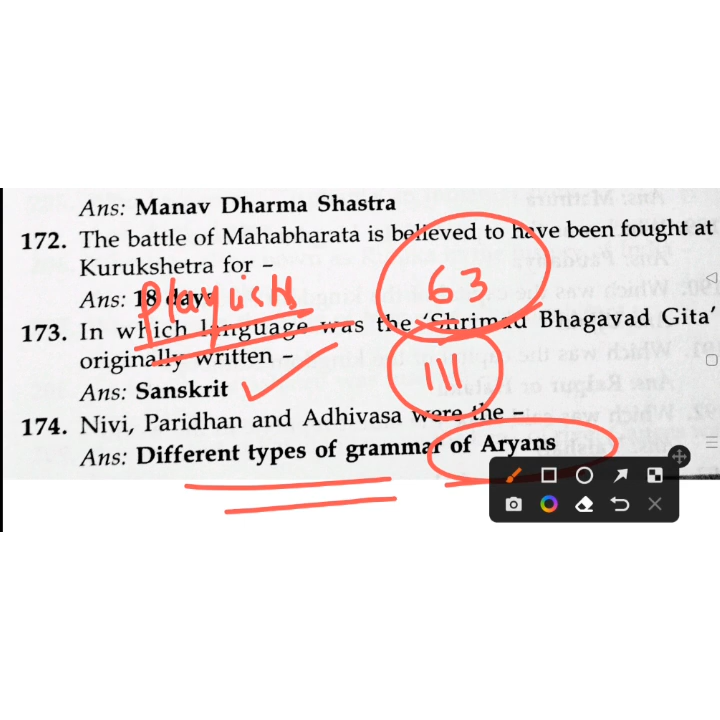 Ans: Manav Dharma Shastra
172. The battle of Mahabharata is believed to have been fought at
Kurukshetra for –
Ans: 18 days
173. In which language was the 'Shrimad Bhagavad Gita'
originally written –
Ans: Sanskrit
174. Nivi, Paridhan and Adhivasa were the –
Ans: Different types of grammar of Aryans
Playlist
63
111